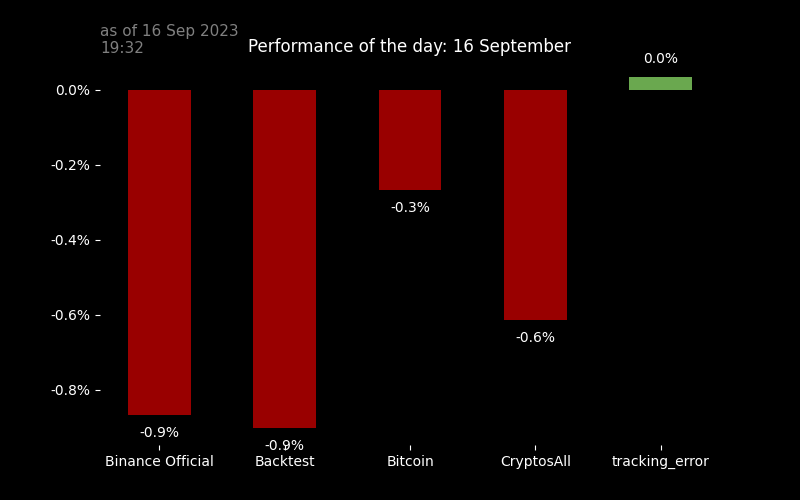 as of 16 Sep 2023
19:32
Performance of the day: 16 September
0.0%
0.0%
-0.2%
-0.3%
-0.4%
-0.6%
-0.6%
-0.8%
-0.9%
-0.9%
Binance Official
Backtest
Bitcoin
CryptosAll
tracking_error